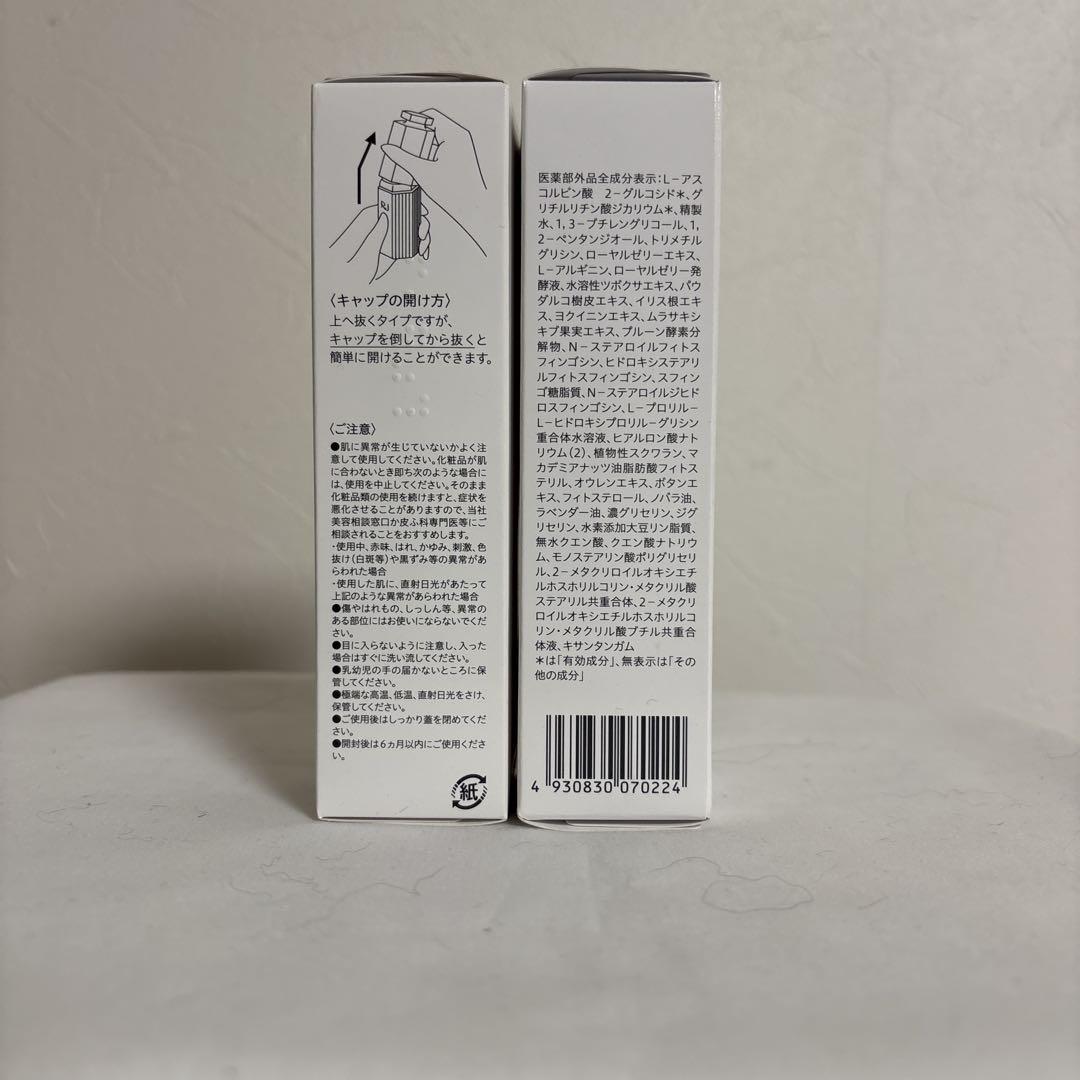 RJ
〈キャップの開け方〉
上へ抜くタイプですが、
キャップを倒してから抜くと
簡単に開けることができます。
〈ご注意〉
●肌に異常が生じていないかよく注
意して使用してください。化粧品が肌
に合わないとき即ち次のような場合に
は、使用を中止してください。そのまま
化粧品類の使用を続けますと、症状を
悪化させることがありますので、当社
美容相談窓口か皮ふ科専門医等にご
相談されることをおすすめします。
・使用中、赤味、はれ、かゆみ、刺激、色
抜け(白斑等)や黒ずみ等の異常があ
らわれた場合
・使用した肌に、直射日光があたって
上記のような異常があらわれた場合
●傷やはれもの、しっしん等、異常の
ある部位にはお使いにならないでくだ
さい。
●目に入らないように注意し、入った
場合はすぐに洗い流してください。
●乳幼児の手の届かないところに保
管してください。
●極端な高温、低温、直射日光をさけ、
保管してください。
●ご使用後はしっかり蓋を閉めてくだ
さい。
●開封後は6ヵ月以内にご使用くださ
い。
紙
医薬部外品全成分表示:L-アス
コルビン酸 2-グルコシド*、グ
リチルリチン酸ジカリウム*、精製
水、1,3-ブチレングリコール、1,
2-ペンタンジオール、トリメチル
グリシン、ローヤルゼリーエキス、
L-アルギニン、ローヤルゼリー発
酵液、水溶性ツボクサエキス、パウ
ダルコ樹皮エキス、イリス根エキ
ス、ヨクイニンエキス、ムラサキシ
キブ果実エキス、プルーン酵素分
解物、N-ステアロイルフィトス
フィンゴシン、ヒドロキシステアリ
ルフィトスフィンゴシン、スフィン
ゴ糖脂質、N-ステアロイルジヒド
ロスフィンゴシン、L-プロリル-
L-ヒドロキシプロリル-グリシン
重合体水溶液、ヒアルロン酸ナト
リウム(2)、植物性スクワラン、マ
カデミアナッツ油脂肪酸フィトス
テリル、オウレンエキス、ボタンエ
キス、フィトステロール、ノバラ油、
ラベンダー油、濃グリセリン、ジグ
リセリン、水素添加大豆リン脂質、
無水クエン酸、クエン酸ナトリウ
ム、モノステアリン酸ポリグリセリ
ル、2-メタクリロイルオキシエチ
ルホスホリルコリン・メタクリル酸
ステアリル共重合体、2-メタクリ
ロイルオキシエチルホスホリルコ
リン・メタクリル酸ブチル共重合
体液、キサンタンガム
*は「有効成分」、無表示は「その
他の成分」
4 930830 070224